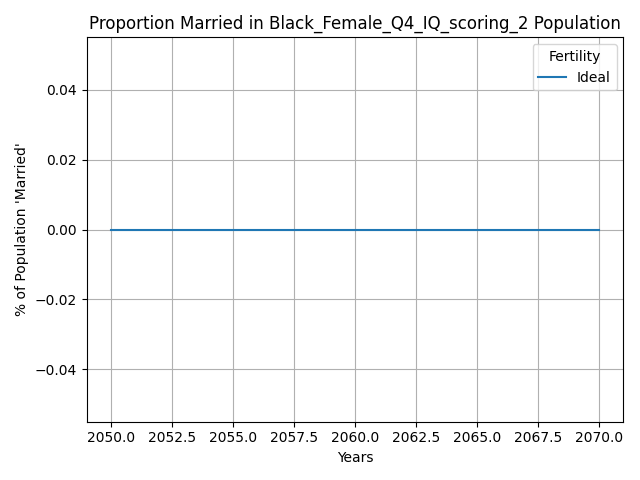 Proportion Married in Black_Female_Q4_IQ_scoring_2 Population
Fertility
Ideal
% of Population 'Married'
0.04
0.02
0.00
−0.02
−0.04
2050.0 2052.5 2055.0 2057.5 2060.0 2062.5 2065.0 2067.5 2070.0
Years